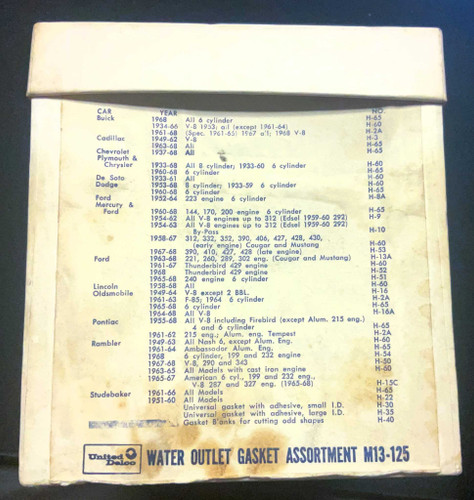 CAR YEAR NO.
Buick 1968 All 6 cylinder H-65
1934-66 V-8 1953; all (except 1961-64) H-60
1961-68 (Spec. 1961-65; 1967 all; 1968 V-8 H-2A
Cadillac 1949-62 V-8 H-3
1963-68 All H-65
Chevrolet 1937-68 All H-65
Plymouth &
Chrysler 1933-68 All 8 cylinder; 1933-60 6 cylinder H-60
1960-68 6 cylinder H-65
De Soto 1933-61 All H-60
Dodge 1953-68 8 cylinder; 1933-59 6 cylinder H-60
1960-68 6 cylinder H-65
Ford 1952-64 223 engine 6 cylinder H-8A
Mercury &
Ford 1960-68 144, 170, 200 engine 6 cylinder H-65
1954-62 All V-8 engines up to 312 (Edsel 1959-60 292) H-9
1954-63 All V-8 engines up to 312 (Edsel 1959-60 292)
By-Pass H-10
1958-67 312, 332, 352, 390, 406, 427, 428, 430,
(early engine) Cougar and Mustang H-60
1967-68 390, 410, 427, 428 (late engine) H-53
Ford 1963-68 221, 260, 289, 302 eng. (Cougar and Mustang) H-13A
1961-67 Thunderbird 429 engine H-60
1968 Thunderbird 429 engine H-52
1965-68 240 engine 6 cylinder H-51
Lincoln 1958-68 All H-60
Oldsmobile 1949-64 V-8 except 2 BBL. H-16
1961-63 F-85; 1964 6 cylinder H-2A
1965-68 6 cylinder H-65
1964-68 All V-8 H-16A
Pontiac 1955-68 All V-8 including Firebird (except Alum. 215 eng.)
4 and 6 cylinder H-65
1961-62 215 eng.; Alum. eng. Tempest H-2A
Rambler 1949-63 All Nash 6, except Alum. Eng. H-65
1961-64 Ambassador Alum. Eng. H-65
1968 6 cylinder, 199 and 232 engine H-54
1967-68 V-8, 290 and 343 H-50
1963-65 All Models with cast iron engine H-60
1965-67 American 6 cyl., 199 and 232 eng.,
V-8 287 and 327 eng. (1965-68) H-15C
Studebaker 1961-66 All Models H-65
1951-60 All Models H-22
Universal gasket with adhesive, small I.D. H-30
Universal gasket with adhesive, large I.D. H-35
Gasket Blanks for cutting odd shapes H-40
United Delco WATER OUTLET GASKET ASSORTMENT M13-125